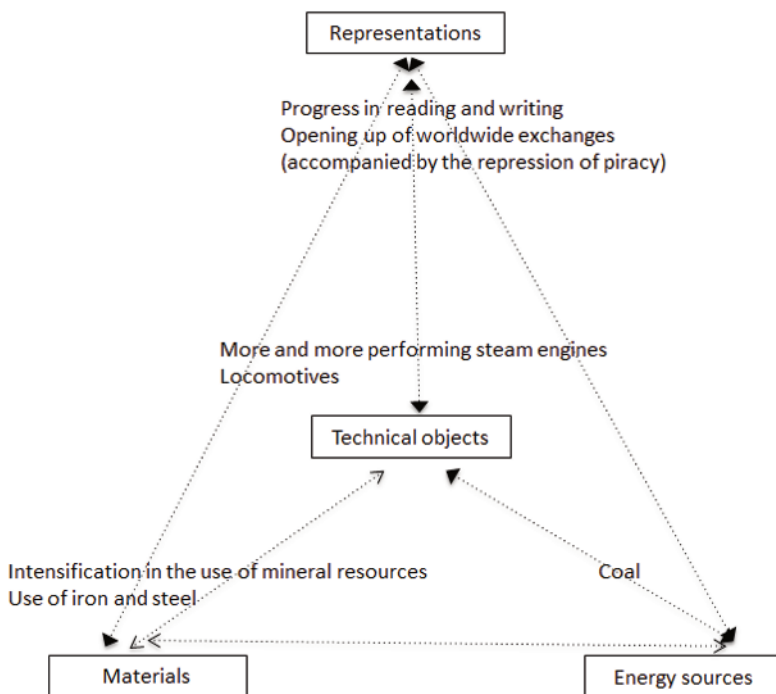 Representations
Progress in reading and writing
Opening up of worldwide exchanges
(accompanied by the repression of piracy)
More and more performing steam engines
Locomotives
Technical objects
Intensification in the use of mineral resources
Use of iron and steel
Coal
Materials
Energy sources